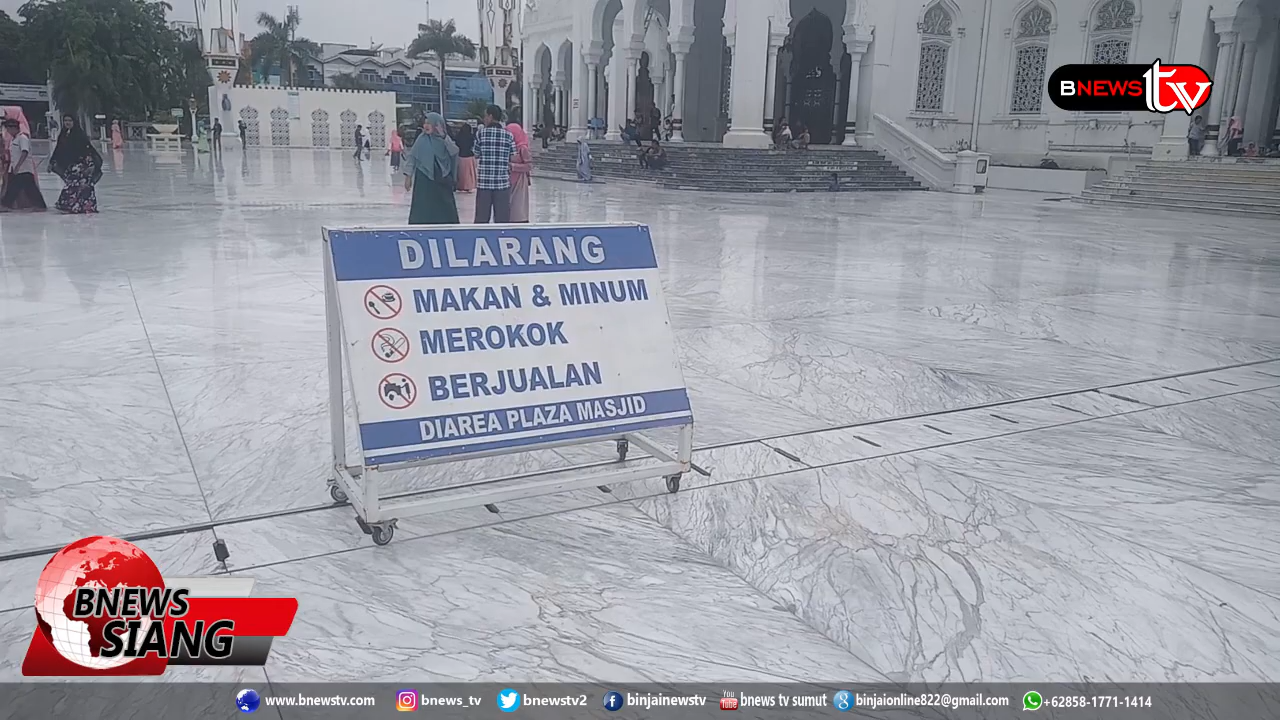 BNEWS tv
DILARANG
MAKAN & MINUM
MEROKOK
BERJUALAN
DIAREA PLAZA MASJID
BNEWS
SIANG
www.bnewstv.com bnews_tv bnewstv2 binjainewstv bnews tv sumut binjaionline822@gmail.com +62858-1771-1414